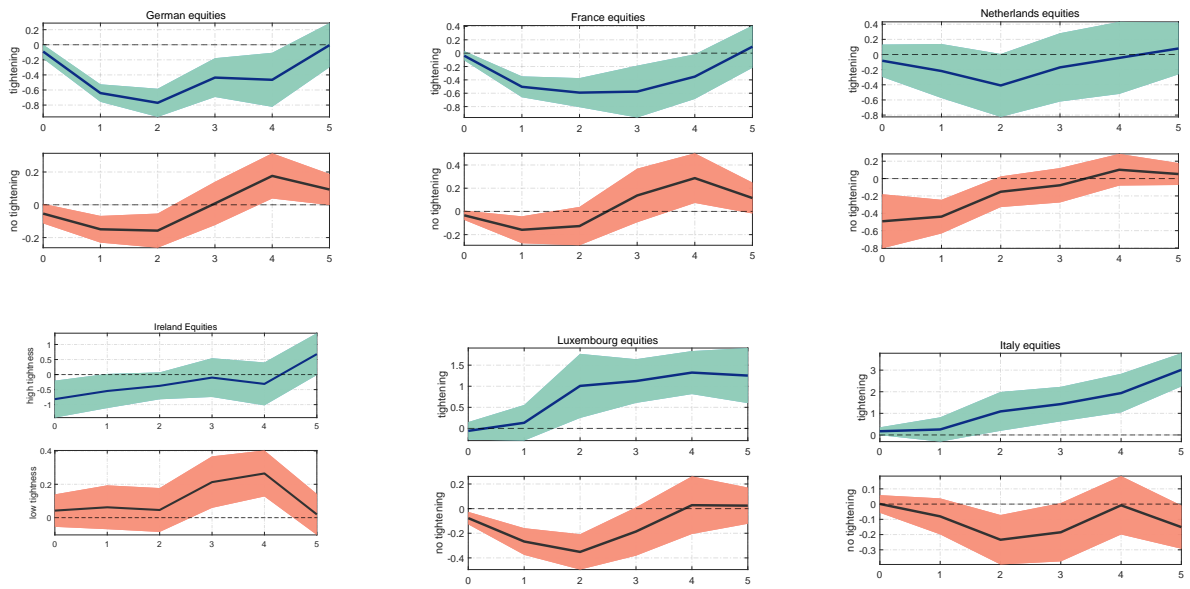 German equities
tightening
0.2
0
-0.2
-0.4
-0.6
-0.8
0 1 2 3 4 5
no tightening
0.2
0
-0.2
0 1 2 3 4 5
France equities
tightening
0.4
0.2
0
-0.2
-0.4
-0.6
-0.8
0 1 2 3 4 5
no tightening
0.4
0.2
0
-0.2
0 1 2 3 4 5
Netherlands equities
tightening
0.4
0.2
0
-0.2
-0.4
-0.6
-0.8
0 1 2 3 4 5
no tightening
0.2
0
-0.2
-0.4
-0.6
-0.8
0 1 2 3 4 5
Ireland Equities
high tightness
1
0.5
0
-0.5
-1
0 1 2 3 4 5
low tightness
0.4
0.2
0
0 1 2 3 4 5
Luxembourg equities
tightening
1.5
1
0.5
0
0 1 2 3 4 5
no tightening
0.2
0
-0.2
-0.4
0 1 2 3 4 5
Italy equities
tightening
3
2
1
0
0 1 2 3 4 5
no tightening
0.1
0
-0.1
-0.2
-0.3
0 1 2 3 4 5